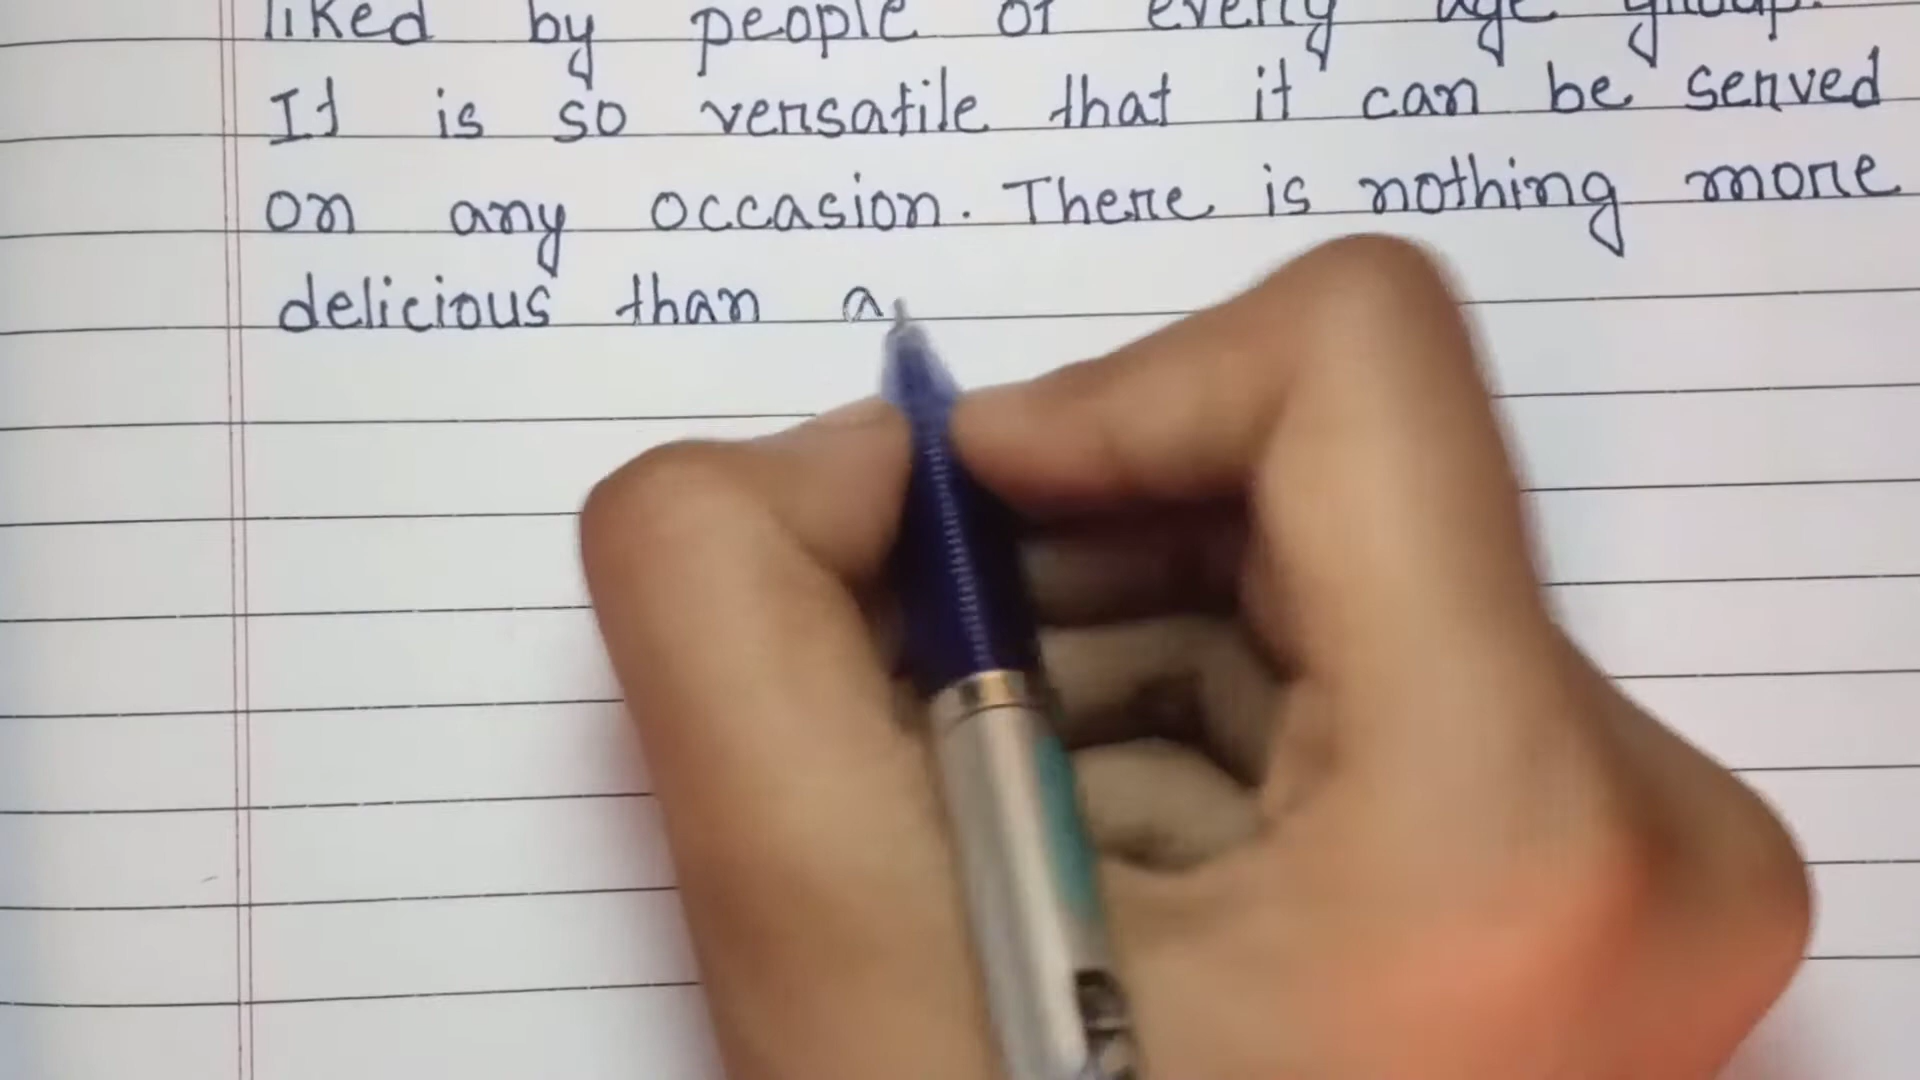 liked by people of every age group.
It is so versatile that it can be served
on any occasion. There is nothing more
delicious than a